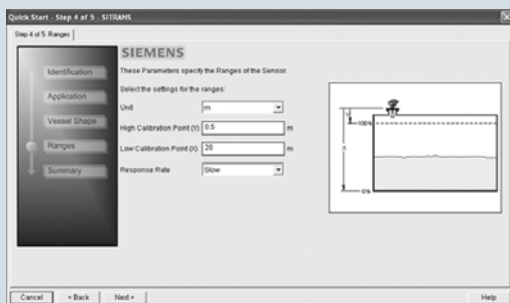 Quick Start - Step 4 of 5 - SITRANS
Step 4 of 5: Ranges
SIEMENS
Identification
Application
Vessel Shape
Ranges
Summary
These Parameters specify the Ranges of the Sensor.
Select the settings for the ranges:
Unit m
High Calibration Point (Y) 0.5 m
Low Calibration Point (X) 20 m
Response Rate Slow
Y
100%
X
0%
Cancel < Back Next > Help